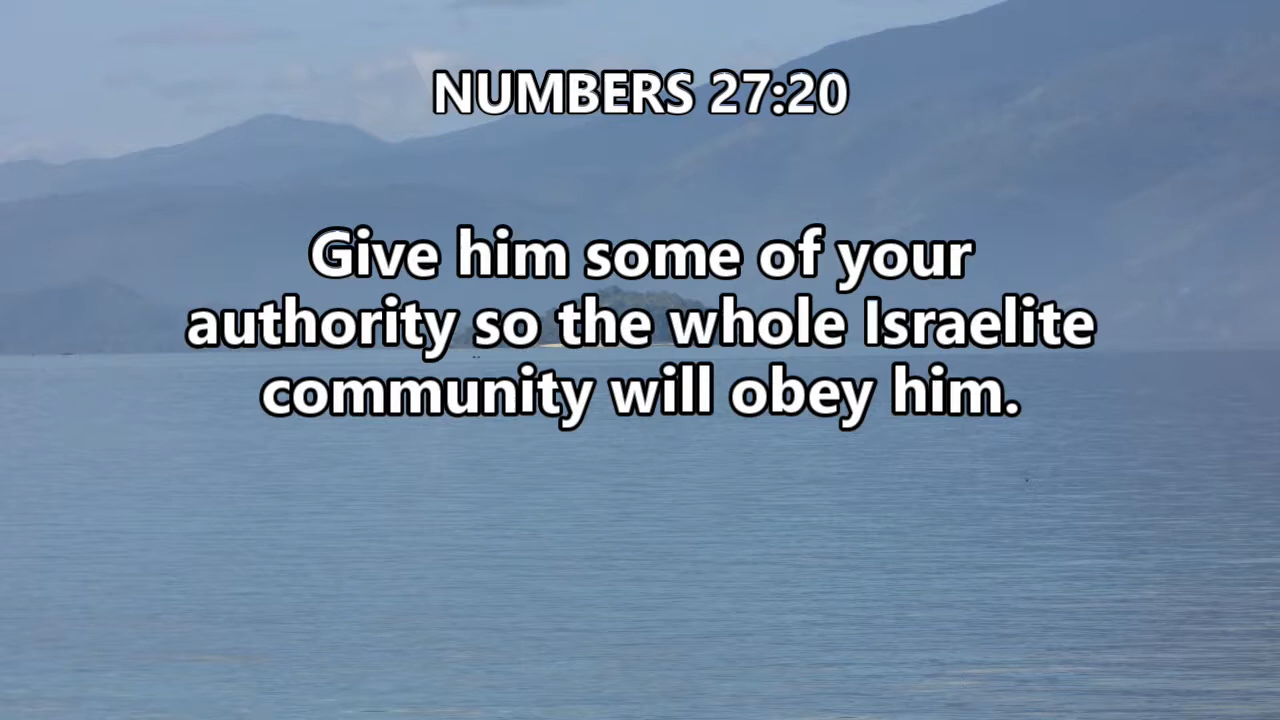 NUMBERS 27:20
Give him some of your
authority so the whole Israelite
community will obey him.